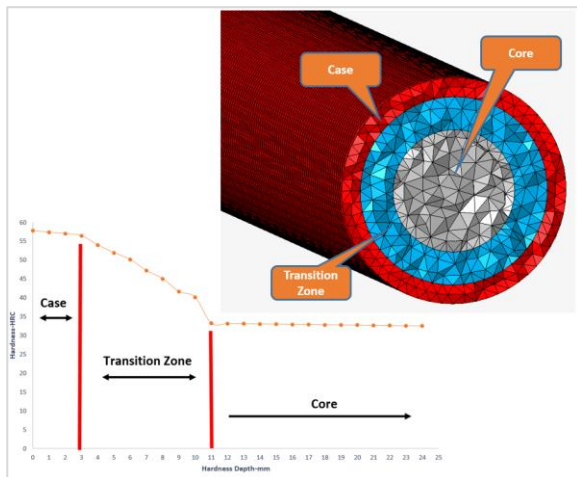 Case
Core
Transition
Zone
60
55
50
45
40
35
30
25
20
15
10
5
0
Hardness-HRC
Case
Transition Zone
Core
0 1 2 3 4 5 6 7 8 9 10 11 12 13 14 15 16 17 18 19 20 21 22 23 24 25
Hardness Depth-mm